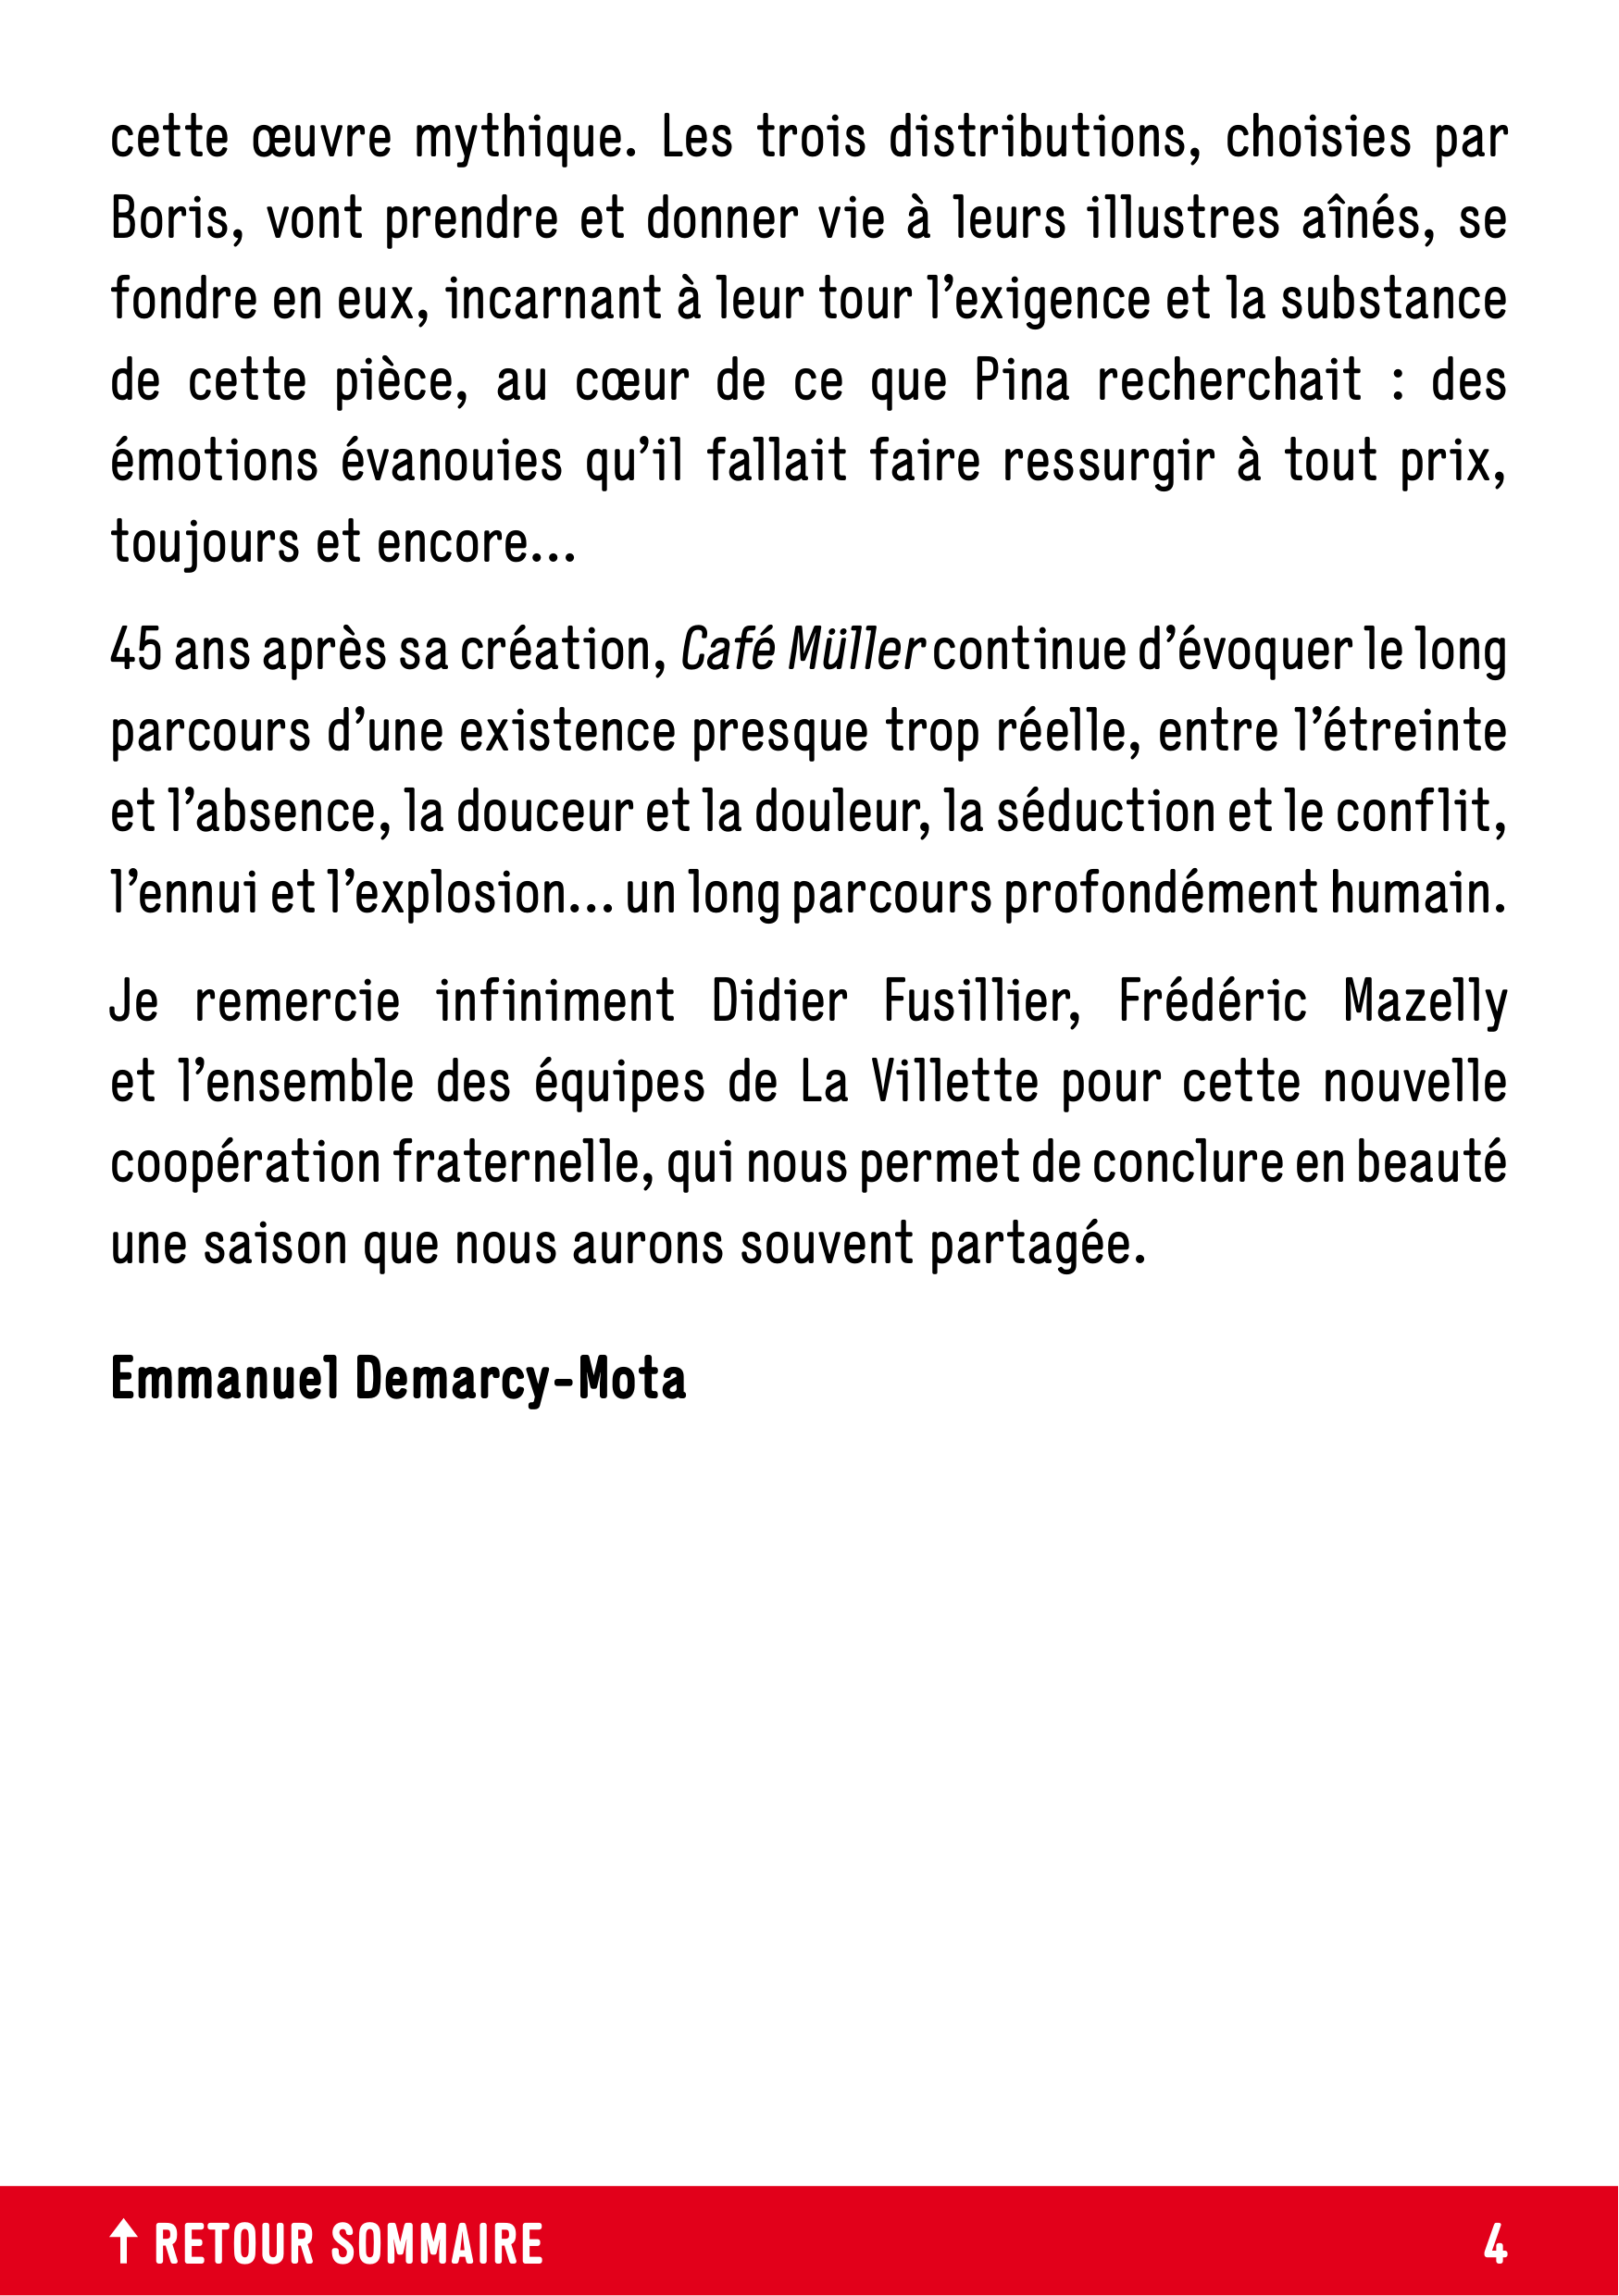 cette œuvre mythique. Les trois distributions, choisies par
Boris, vont prendre et donner vie à leurs illustres aînés, se
fondre en eux, incarnant à leur tour l’exigence et la substance
de cette pièce, au cœur de ce que Pina recherchait : des
émotions évanouies qu’il fallait faire ressurgir à tout prix,
toujours et encore...
45 ans après sa création, Café Müller continue d’évoquer le long
parcours d’une existence presque trop réelle, entre l’étreinte
et l’absence, la douceur et la douleur, la séduction et le conflit,
l’ennui et l’explosion... un long parcours profondément humain.
Je remercie infiniment Didier Fusillier, Frédéric Mazelly
et l’ensemble des équipes de La Villette pour cette nouvelle
coopération fraternelle, qui nous permet de conclure en beauté
une saison que nous aurons souvent partagée.
Emmanuel Demarcy-Mota
↑ RETOUR SOMMAIRE
4